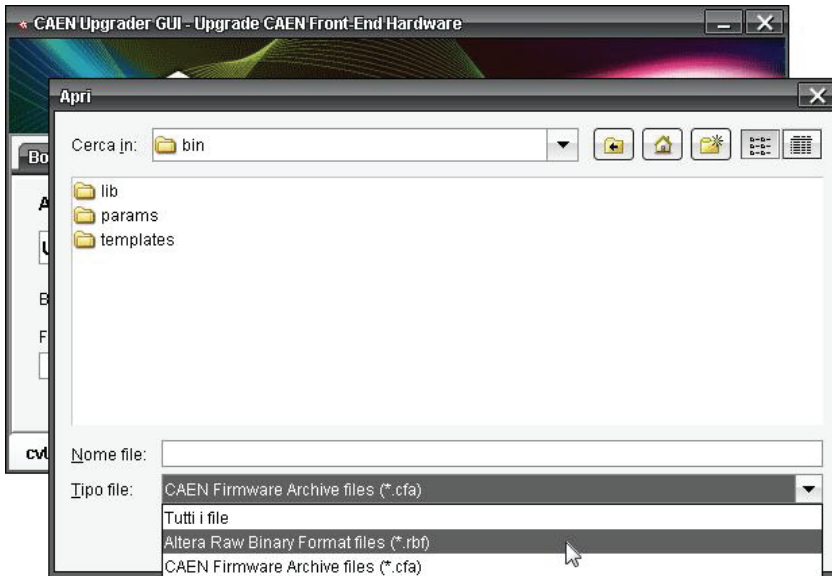 CAEN Upgrader GUI - Upgrade CAEN Front-End Hardware
Apri
Cerca in: bin
lib
params
templates
Nome file:
Tipo file: CAEN Firmware Archive files (*.cfa)
Tutti i file
Altera Raw Binary Format files (*.rbf)
CAEN Firmware Archive files (*.cfa)
Bo
A
B
F